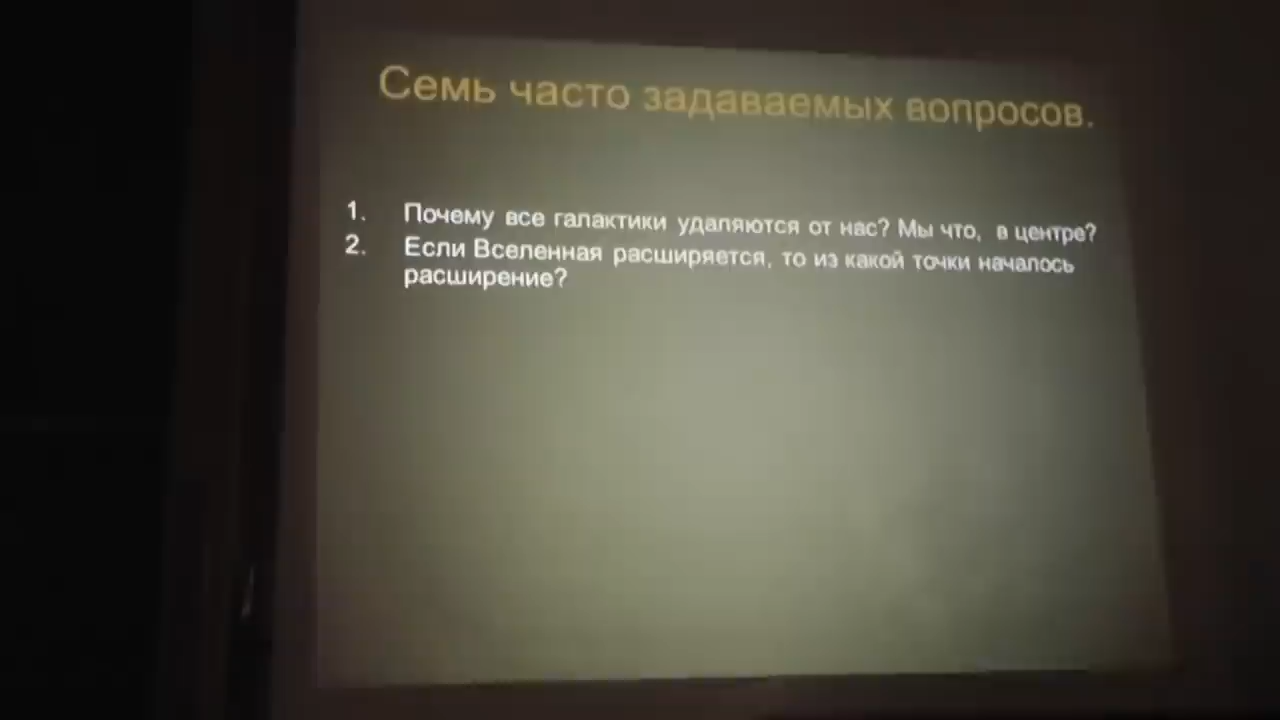 Семь часто задаваемых вопросов.
1. Почему все галактики удаляются от нас? Мы что, в центре?
2. Если Вселенная расширяется, то из какой точки началось
расширение?